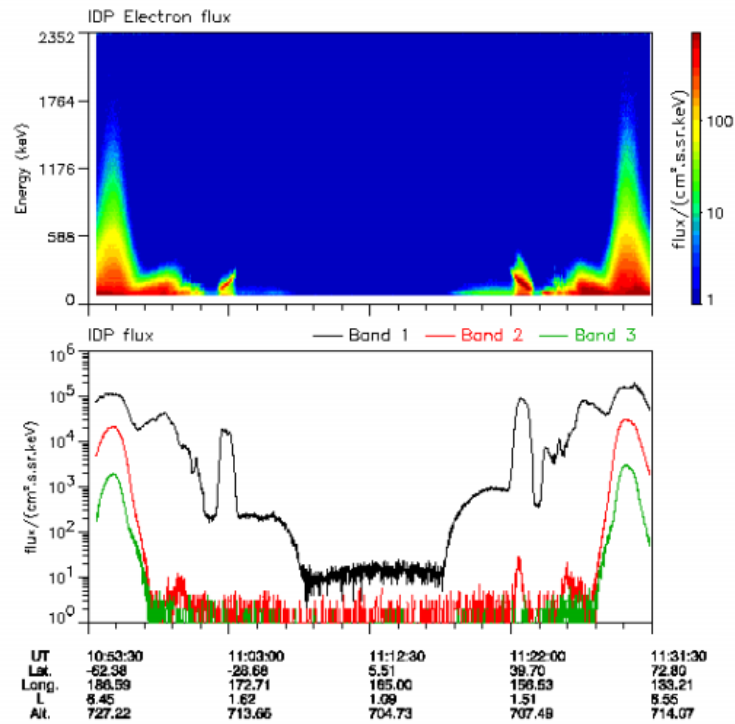 IDP Electron flux
2352
1764
1176
588
0
Energy (keV)
100
10
1
flux/(cm².s.sr.keV)
IDP flux
Band 1 Band 2 Band 3
10⁶
10⁵
10⁴
10³
10²
10¹
10⁰
flux/(cm².s.sr.keV)
UT 10:53:30 11:03:00 11:12:30 11:22:00 11:31:30
Lat. -62.38 -28.68 5.51 39.70 72.80
Long. 186.59 172.71 165.00 156.53 133.21
L 1.62 1.09 1.51
Alt. 727.22 713.66 704.73 707.49 714.07